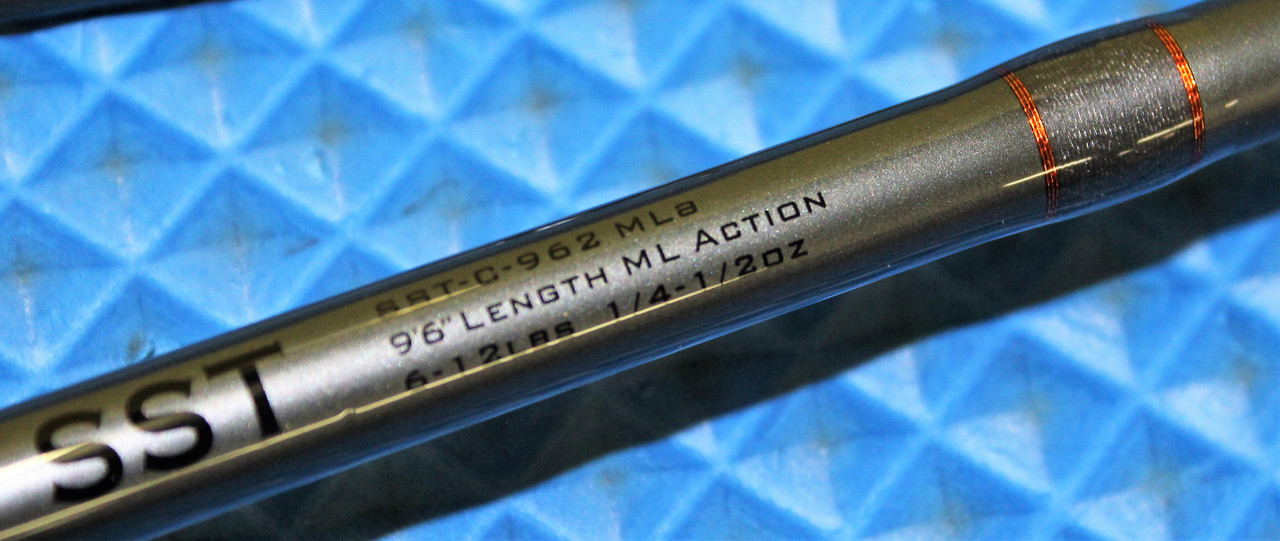 SST
SST-C-962 MLa
9'6" LENGTH ML ACTION
6-12LBS 1/4-1/2OZ